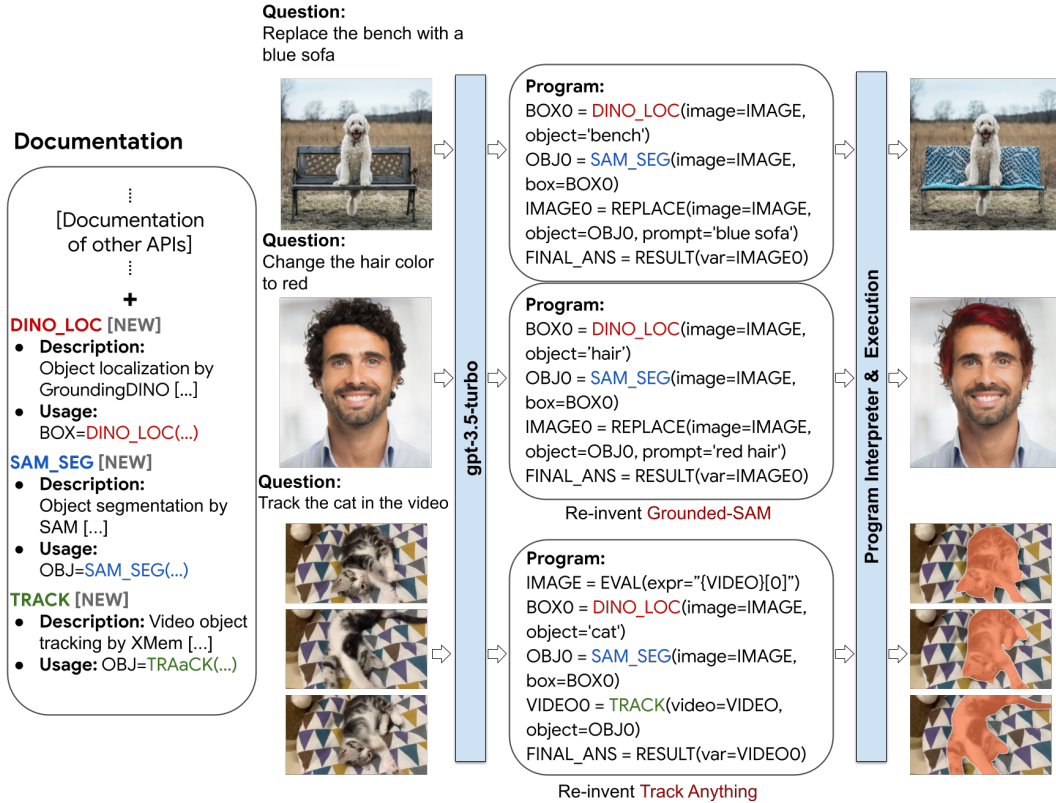 Documentation
[Documentation
of other APIs]
+
DINO_LOC [NEW]
● Description:
Object localization by
GroundingDINO [...]
● Usage:
BOX=DINO_LOC(...)
SAM_SEG [NEW]
● Description:
Object segmentation by
SAM [...]
● Usage:
OBJ=SAM_SEG(...)
TRACK [NEW]
● Description: Video object
tracking by XMem [...]
● Usage: OBJ=TRAaCK(...)
Question:
Replace the bench with a
blue sofa
Question:
Change the hair color
to red
Question:
Track the cat in the video
gpt-3.5-turbo
Program:
BOX0 = DINO_LOC(image=IMAGE,
object='bench')
OBJ0 = SAM_SEG(image=IMAGE,
box=BOX0)
IMAGE0 = REPLACE(image=IMAGE,
object=OBJ0, prompt='blue sofa')
FINAL_ANS = RESULT(var=IMAGE0)
Program:
BOX0 = DINO_LOC(image=IMAGE,
object=’hair’)
OBJ0 = SAM_SEG(image=IMAGE,
box=BOX0)
IMAGE0 = REPLACE(image=IMAGE,
object=OBJ0, prompt='red hair')
FINAL_ANS = RESULT(var=IMAGE0)
Re-invent Grounded-SAM
Program:
IMAGE = EVAL(expr=”{VIDEO}[0]”)
BOX0 = DINO_LOC(image=IMAGE,
object='cat')
OBJ0 = SAM_SEG(image=IMAGE,
box=BOX0)
VIDEO0 = TRACK(video=VIDEO,
object=OBJ0)
FINAL_ANS = RESULT(var=VIDEO0)
Re-invent Track Anything
Program Interpreter & Execution